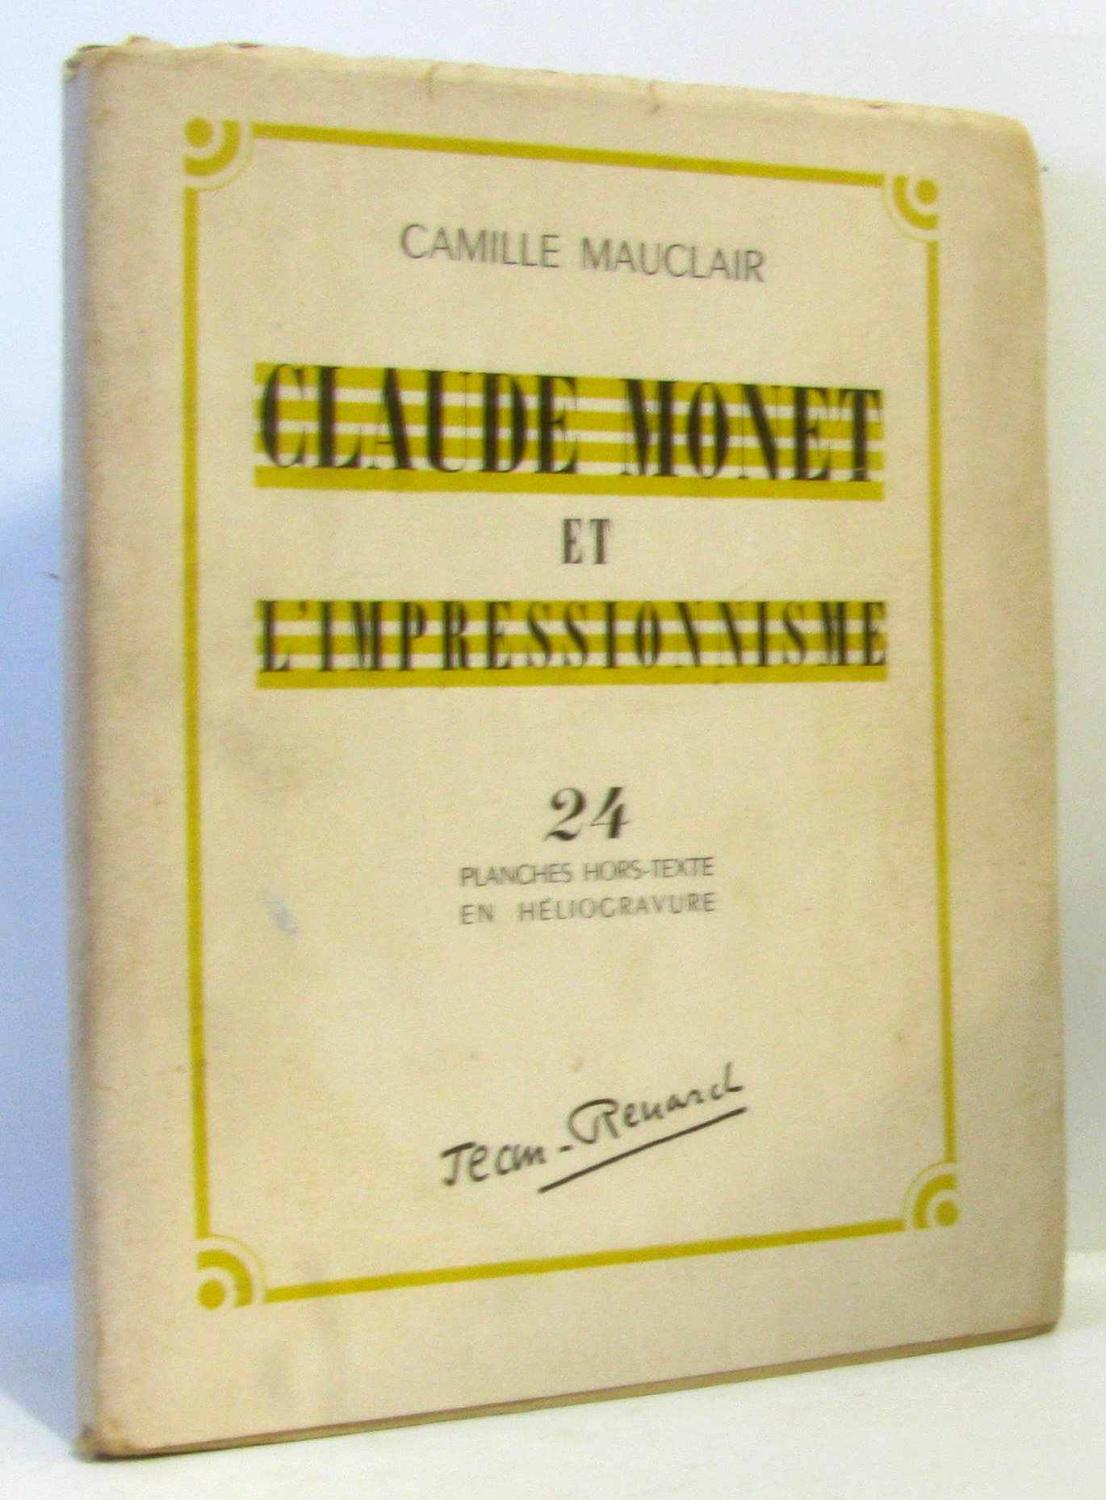 CAMILLE MAUCLAIR
CLAUDE MONET
ET
L'IMPRESSIONNISME
24
PLANCHES HORS-TEXTE
EN HÉLIOGRAVURE
Jean-Renard